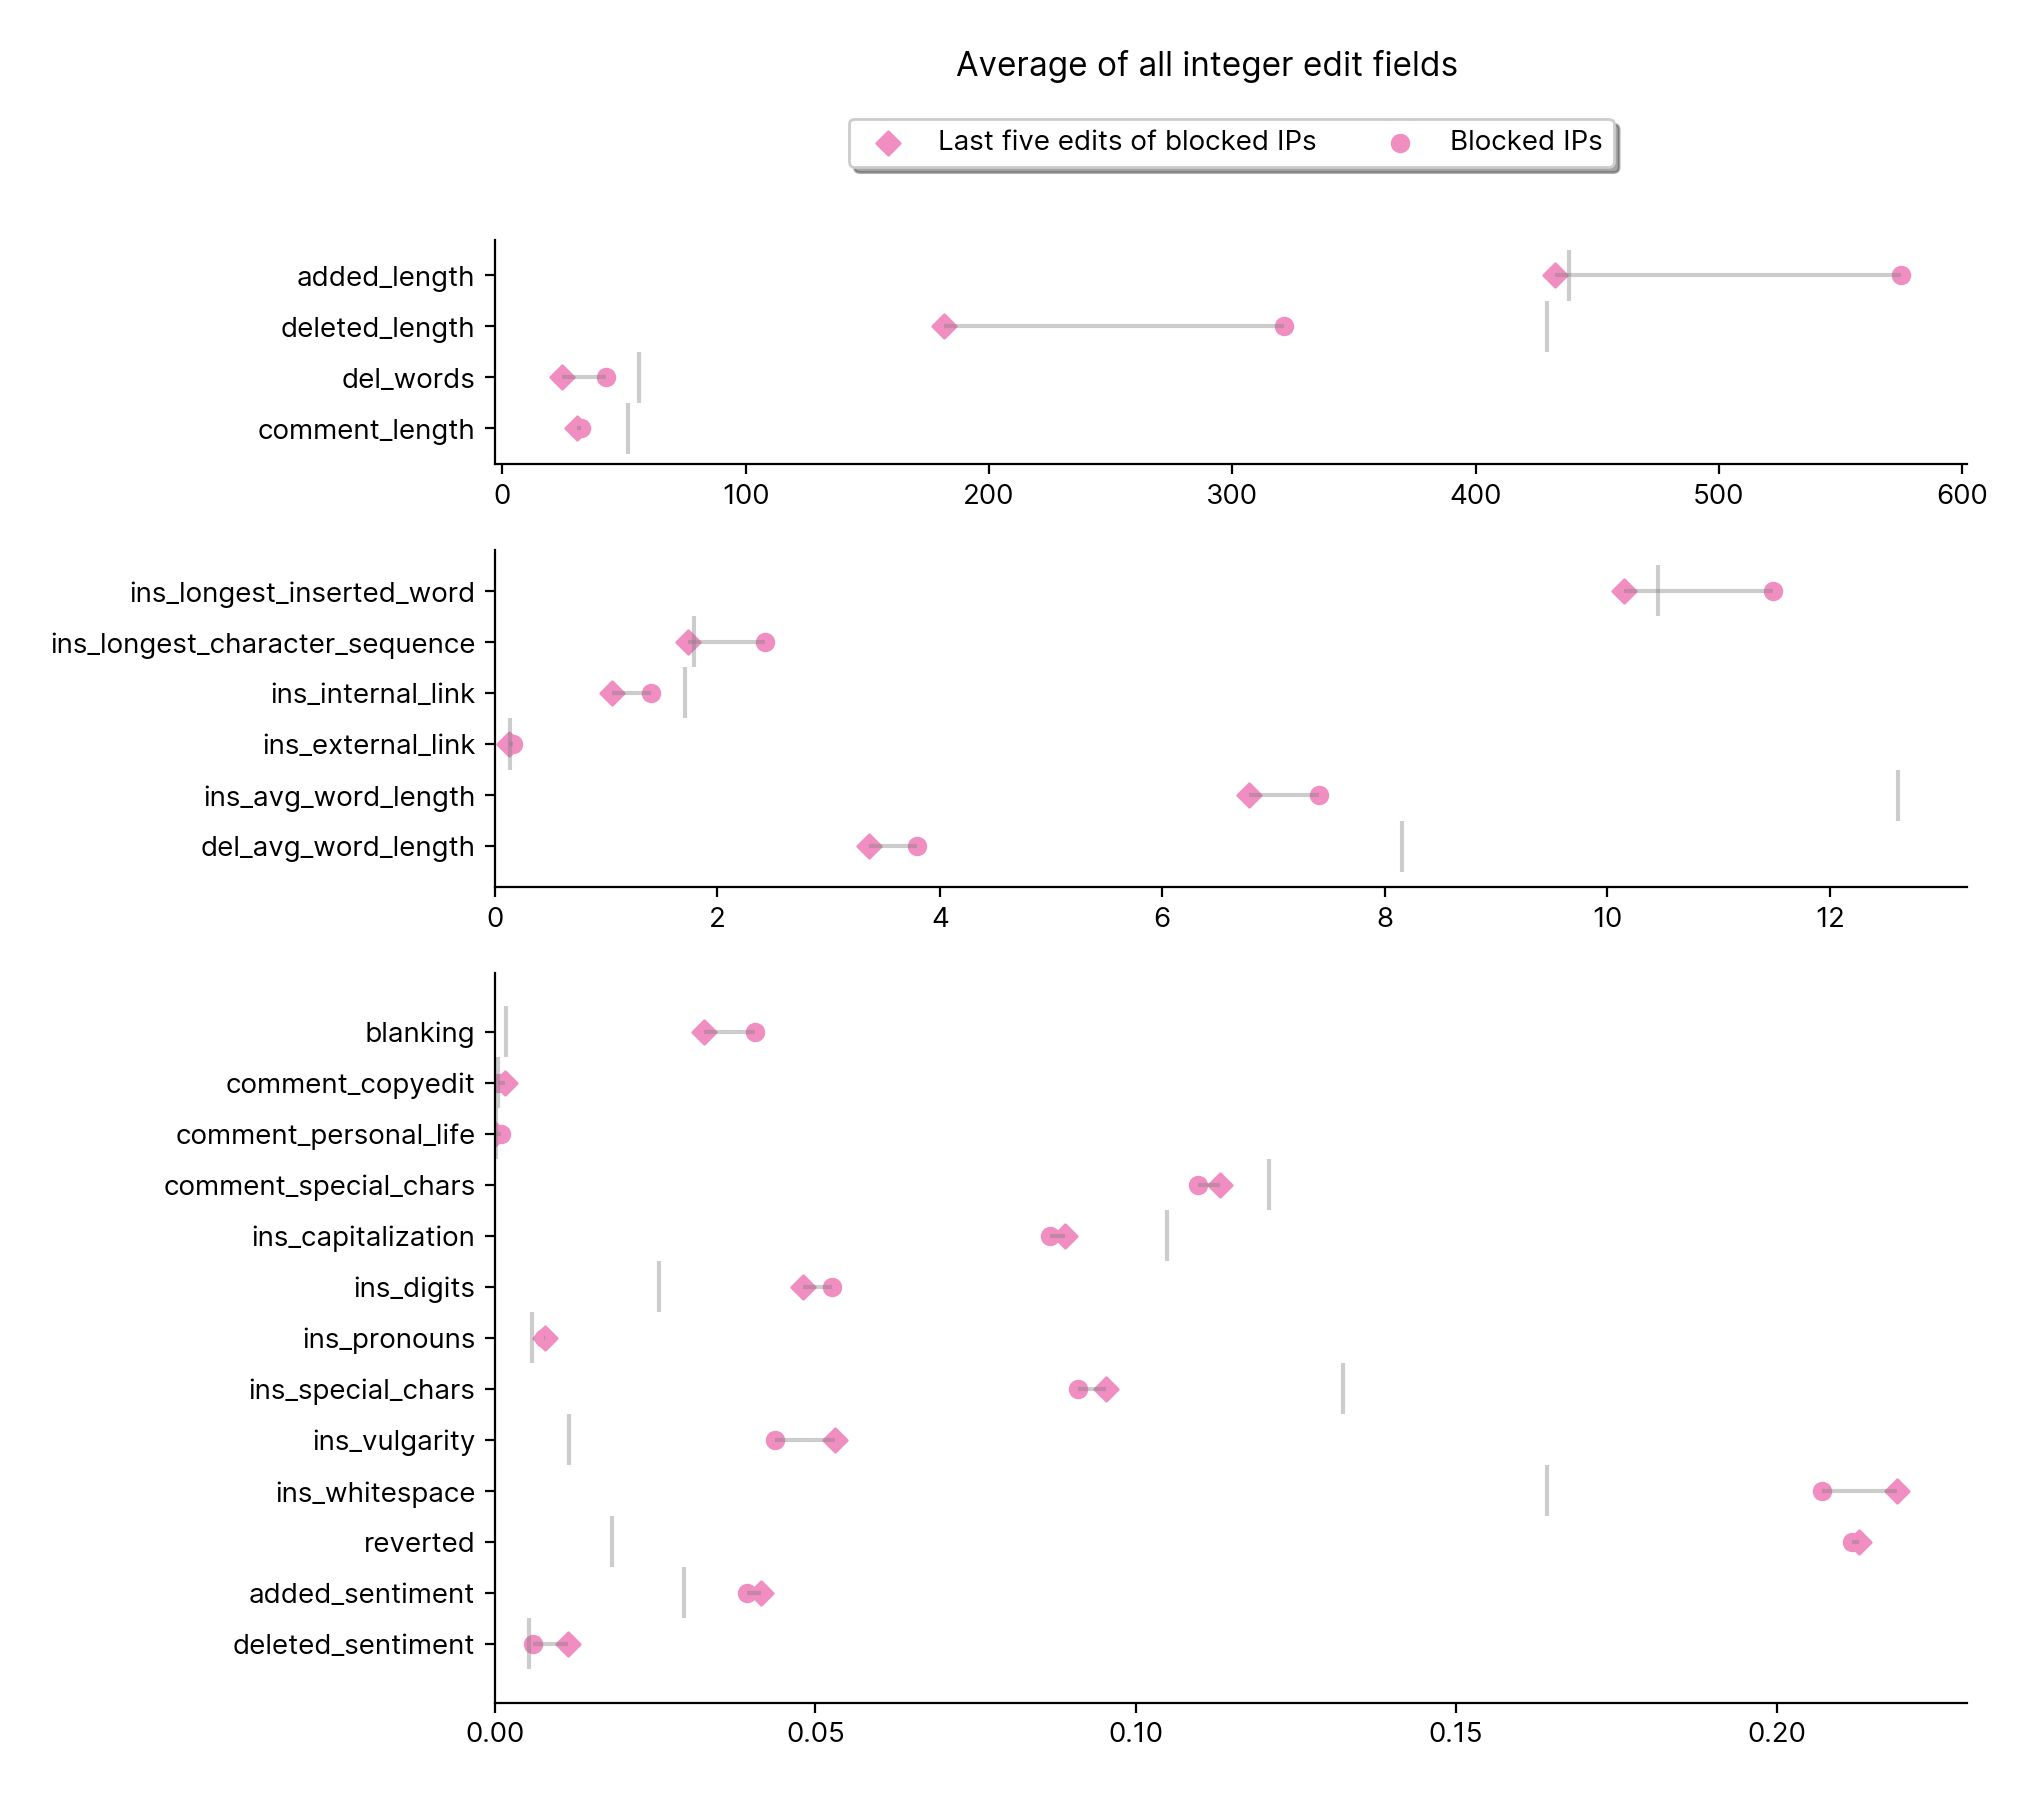 Average of all integer edit fields
Last five edits of blocked IPs Blocked IPs
added_length
deleted_length
del_words
comment_length
0 100 200 300 400 500 600
ins_longest_inserted_word
ins_longest_character_sequence
ins_internal_link
ins_external_link
ins_avg_word_length
del_avg_word_length
0 2 4 6 8 10 12
blanking
comment_copyedit
comment_personal_life
comment_special_chars
ins_capitalization
ins_digits
ins_pronouns
ins_special_chars
ins_vulgarity
ins_whitespace
reverted
added_sentiment
deleted_sentiment
0.00 0.05 0.10 0.15 0.20